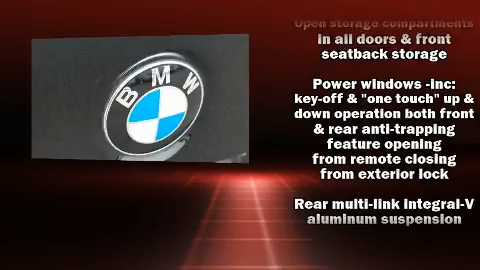 BMW
Open storage compartments
in all doors & front
seatback storage
Power windows -inc:
key-off & "one touch" up &
down operation both front
& rear anti-trapping
feature opening
from remote closing
from exterior lock
Rear multi-link Integral-V
aluminum suspension